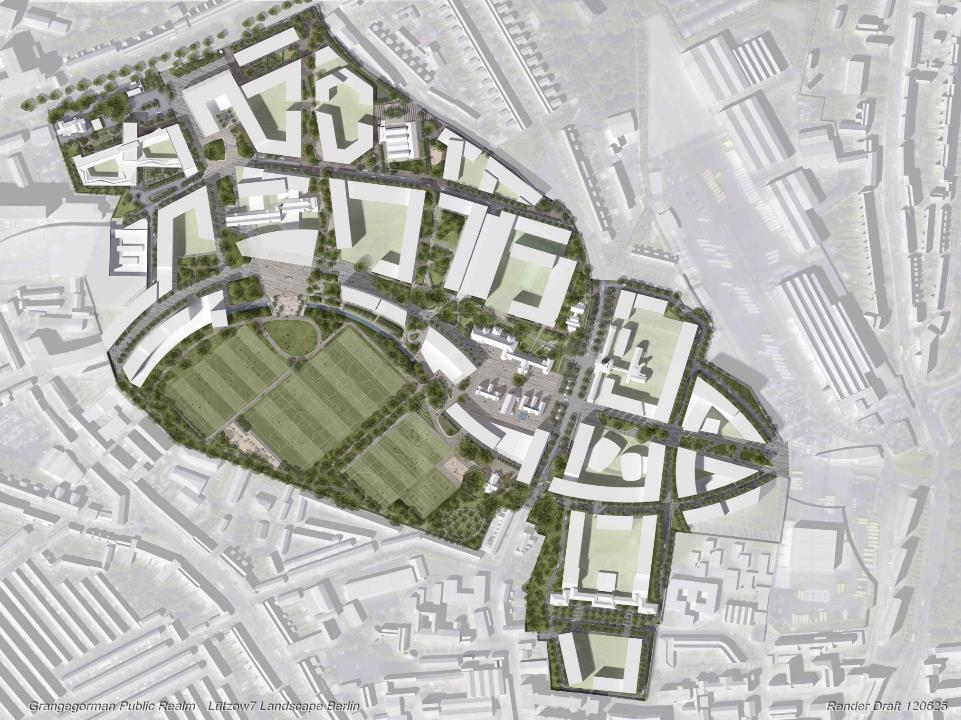 Grangegorman Public Realm Lützow7 Landscape Berlin
Render Draft 120625